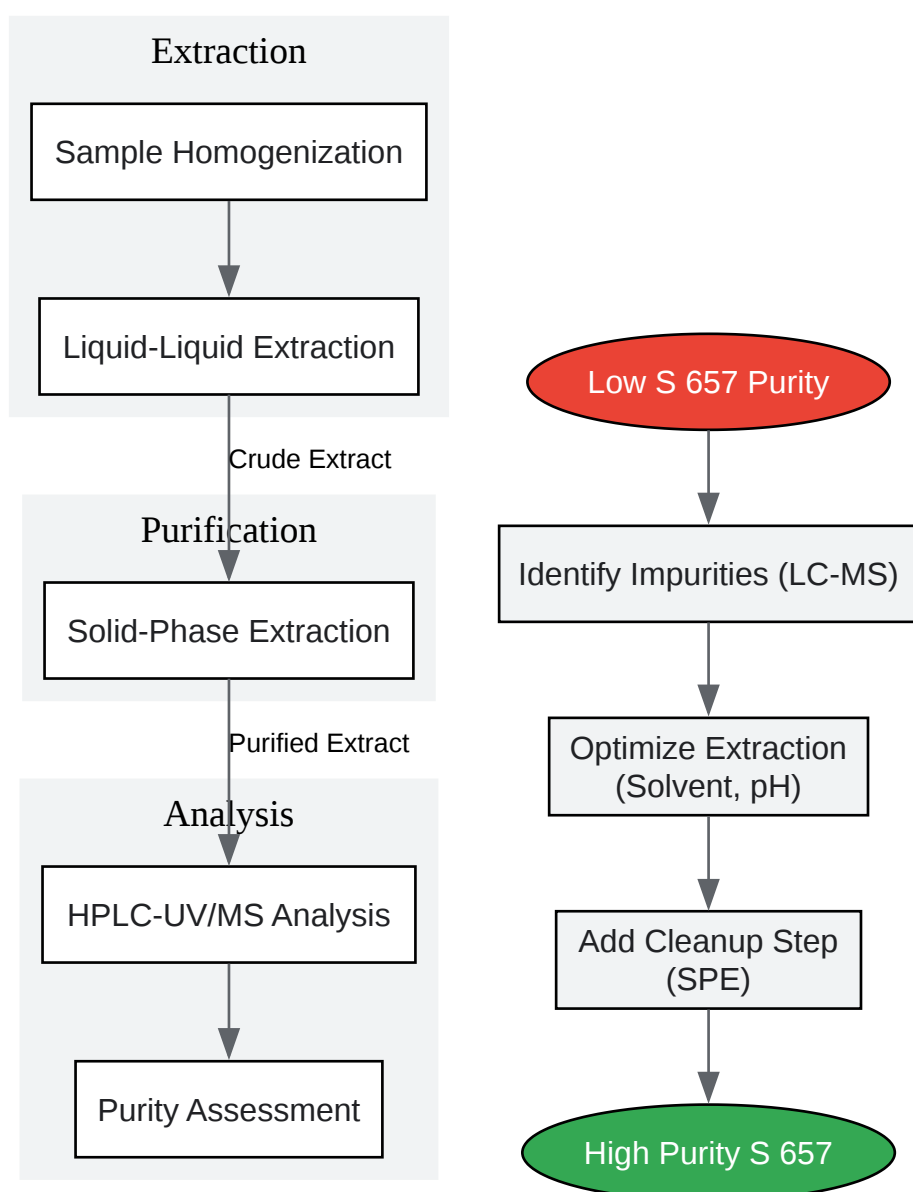 Extraction
Sample Homogenization
Liquid-Liquid Extraction
Crude Extract
Purification
Solid-Phase Extraction
Purified Extract
Analysis
HPLC-UV/MS Analysis
Purity Assessment
Low S 657 Purity
Identify Impurities (LC-MS)
Optimize Extraction
(Solvent, pH)
Add Cleanup Step
(SPE)
High Purity S 657